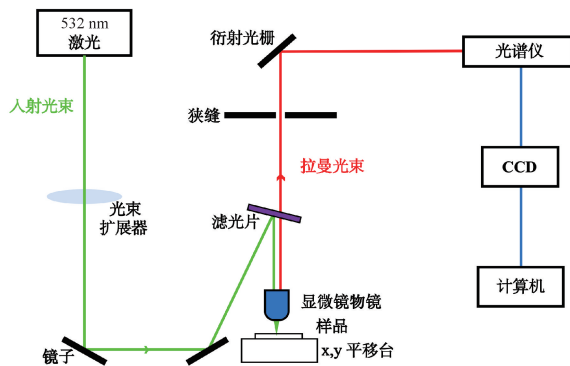 532 nm
激光
衍射光栅
光谱仪
入射光束
狭缝
拉曼光束
CCD
光束
扩展器
滤光片
显微镜物镜
计算机
样品
镜子
x,y 平移台